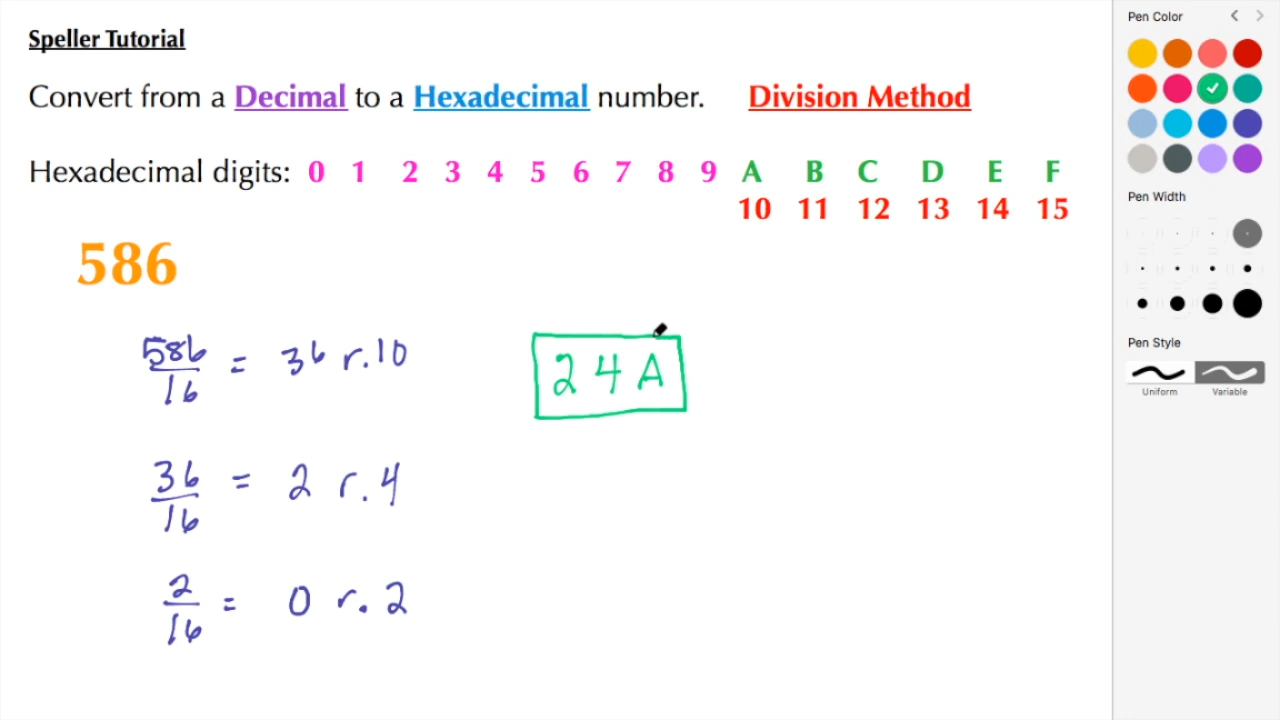 Speller Tutorial
Convert from a Decimal to a Hexadecimal number. Division Method
Hexadecimal digits: 0 1 2 3 4 5 6 7 8 9 A B C D E F
10 11 12 13 14 15
586
586/16 = 36 r.10
24A
36/16 = 2 r.4
2/16 = 0 r.2
Pen Color
Pen Width
Pen Style
Uniform Variable